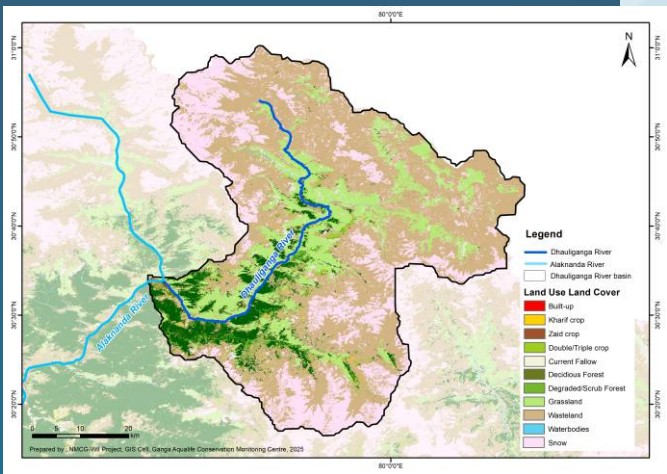 80°0'0"E
N
31°0'0"N
30°50'0"N
30°40'0"N
30°30'0"N
30°20'0"N
Dhauliganga River
Alaknanda River
Legend
Dhauliganga River
Alaknanda River
Dhauliganga River basin
Land Use Land Cover
Built-up
Kharif crop
Zaid crop
Double/Triple crop
Current Fallow
Decidious Forest
Degraded/Scrub Forest
Grassland
Wasteland
Waterbodies
Snow
0 5 10 20
km
Prepared by , NMCG-WII Project, GIS Cell, Ganga Aqualife Conservation Monitoring Centre, 2025
80°0'0"E